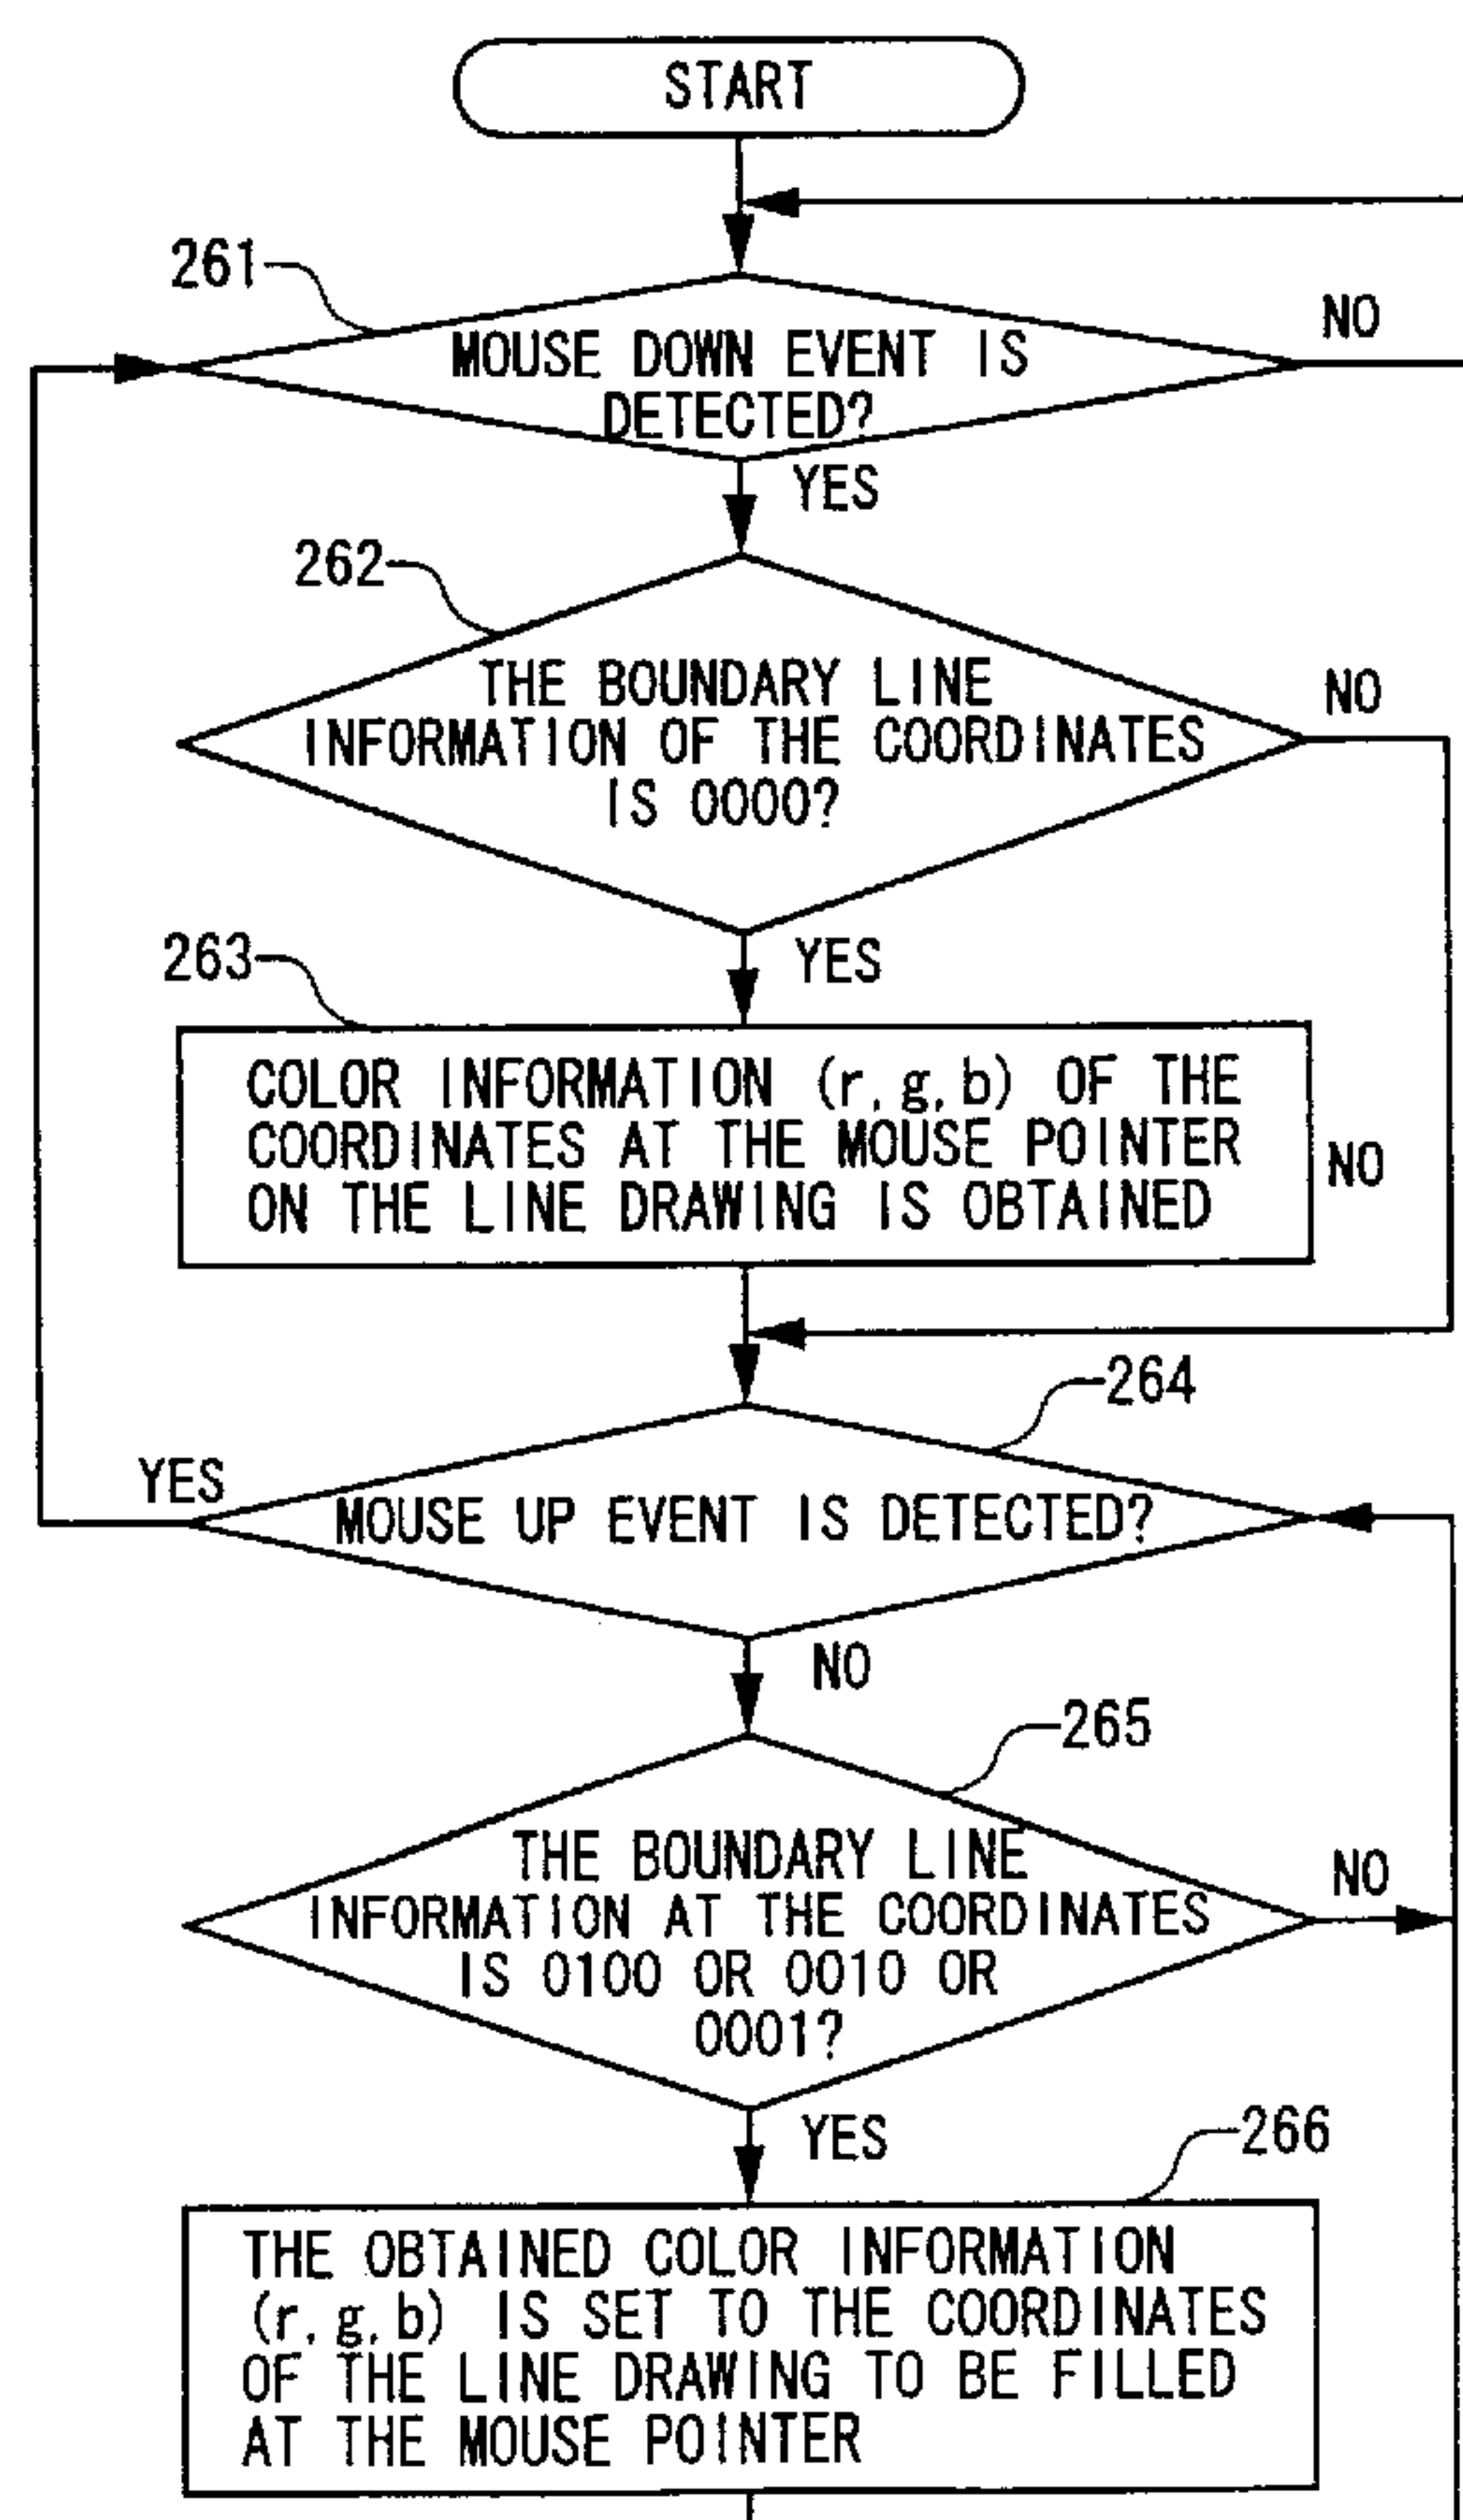 START
261
NO
MOUSE DOWN EVENT IS
DETECTED?
YES
262
THE BOUNDARY LINE
INFORMATION OF THE COORDINATES
IS 0000?
NO
YES
263
COLOR INFORMATION (r, g, b) OF THE
COORDINATES AT THE MOUSE POINTER
ON THE LINE DRAWING IS OBTAINED
NO
264
YES
MOUSE UP EVENT IS DETECTED?
NO
265
THE BOUNDARY LINE
INFORMATION AT THE COORDINATES
IS 0100 OR 0010 OR
0001?
NO
YES
266
THE OBTAINED COLOR INFORMATION
(r, g, b) IS SET TO THE COORDINATES
OF THE LINE DRAWING TO BE FILLED
AT THE MOUSE POINTER